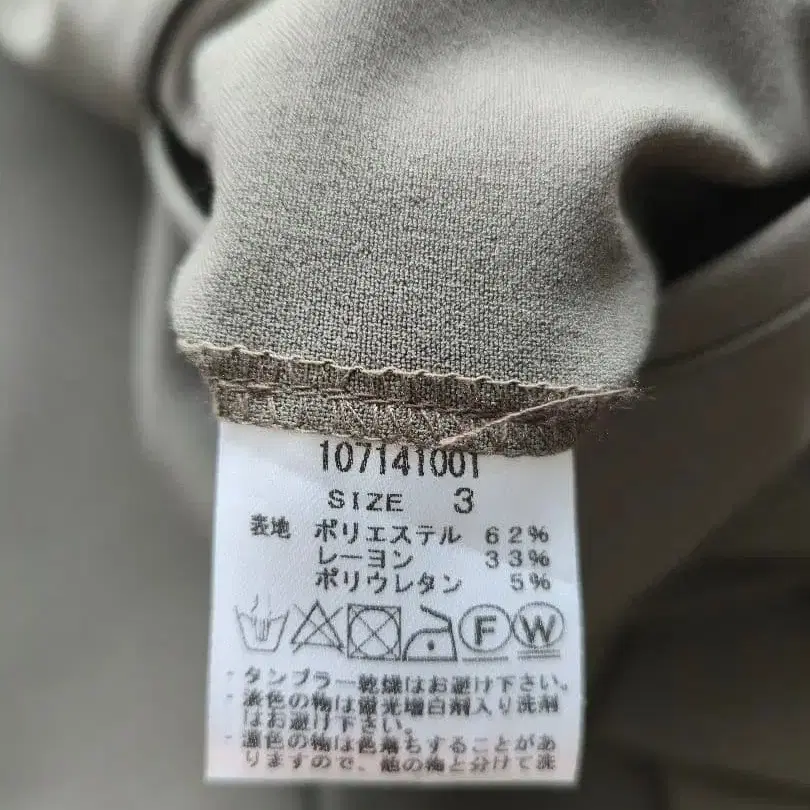 107141001
SIZE 3
表地 ポリエステル 62%
レーヨン 33%
ポリウレタン 5%
F W
・タンブラー乾燥はお避け下さい。
・淡色の物は蛍光増白剤入り洗剤
はお避け下さい。
・濃色の物は色落ちすることがあ
りますので、他の物と分けて洗